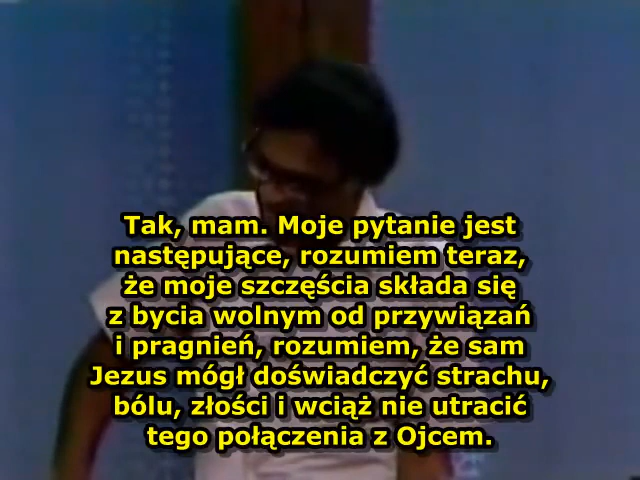 Tak, mam. Moje pytanie jest
następujące, rozumiem teraz,
że moje szczęścia składa się
z bycia wolnym od przywiązań
i pragnień, rozumiem, że sam
Jezus mógł doświadczyć strachu,
bólu, złości i wciąż nie utracić
tego połączenia z Ojcem.